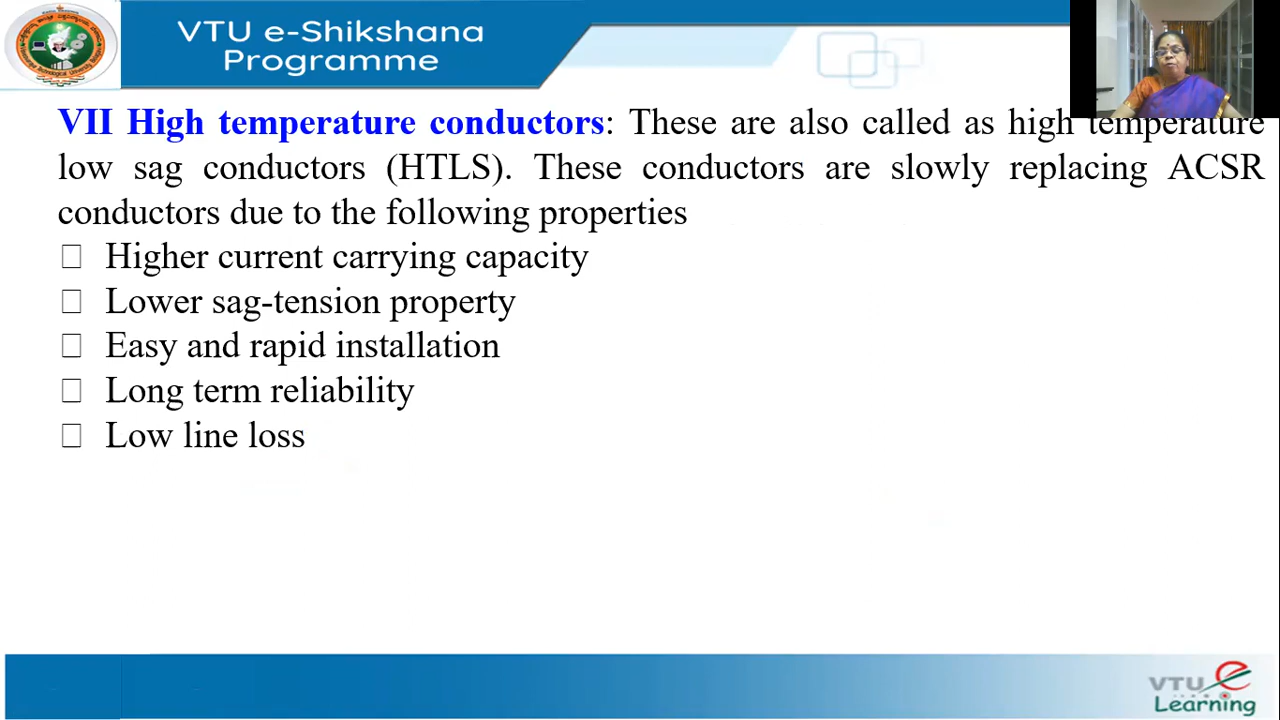 VTU e-Shikshana
Programme
VII High temperature conductors: These are also called as high temperature
low sag conductors (HTLS). These conductors are slowly replacing ACSR
conductors due to the following properties
Higher current carrying capacity
Lower sag-tension property
Easy and rapid installation
Long term reliability
Low line loss
VTU e
Learning